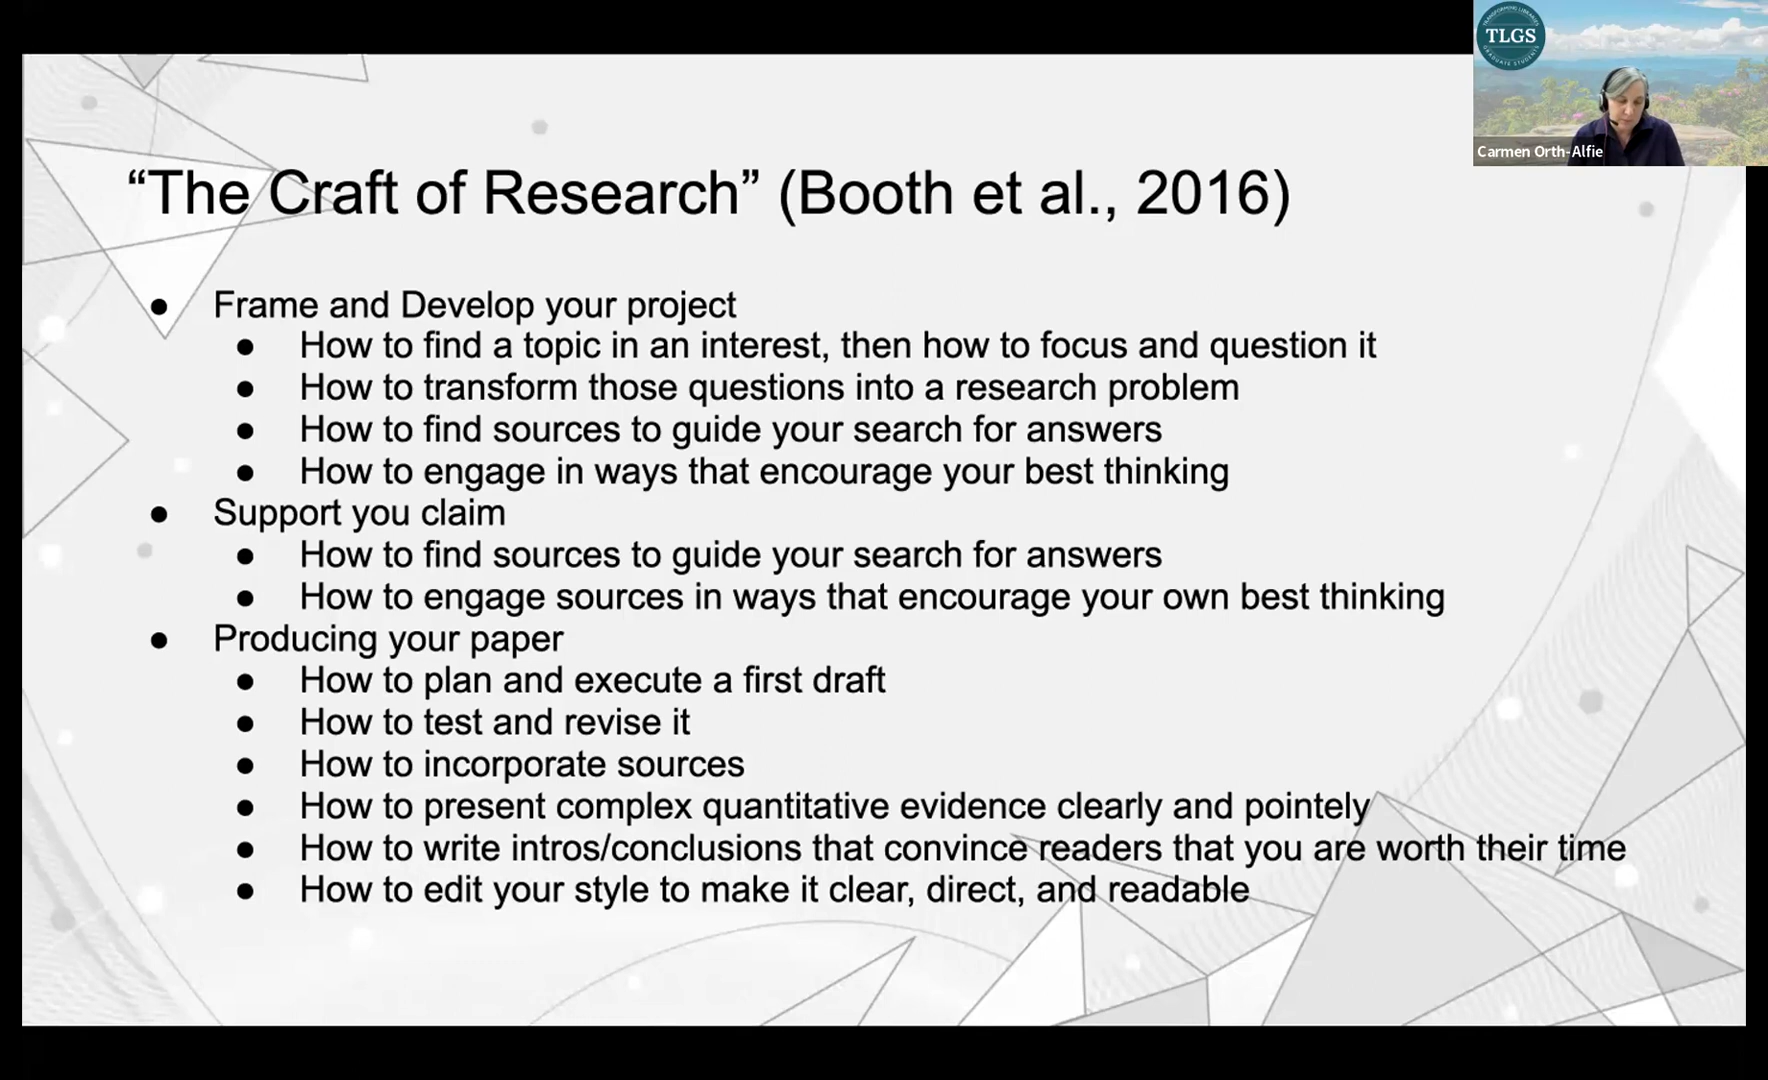 TRANSFORMING LIBRARIES
TLGS
GRADUATE STUDENTS
Carmen Orth-Alfie
“The Craft of Research” (Booth et al., 2016)
● Frame and Develop your project
● How to find a topic in an interest, then how to focus and question it
● How to transform those questions into a research problem
● How to find sources to guide your search for answers
● How to engage in ways that encourage your best thinking
● Support you claim
● How to find sources to guide your search for answers
● How to engage sources in ways that encourage your own best thinking
● Producing your paper
● How to plan and execute a first draft
● How to test and revise it
● How to incorporate sources
● How to present complex quantitative evidence clearly and pointely
● How to write intros/conclusions that convince readers that you are worth their time
● How to edit your style to make it clear, direct, and readable